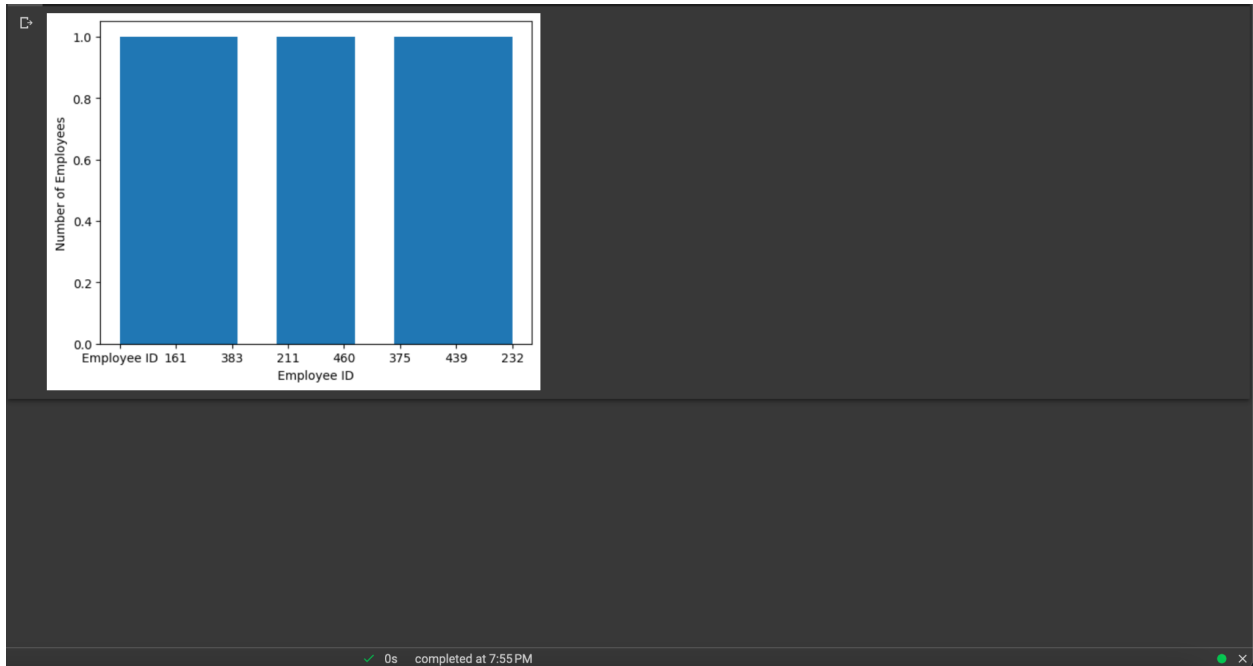 1.0
0.8
0.6
0.4
0.2
0.0
Number of Employees
Employee ID 161 383 211 460 375 439 232
Employee ID
0s completed at 7:55 PM